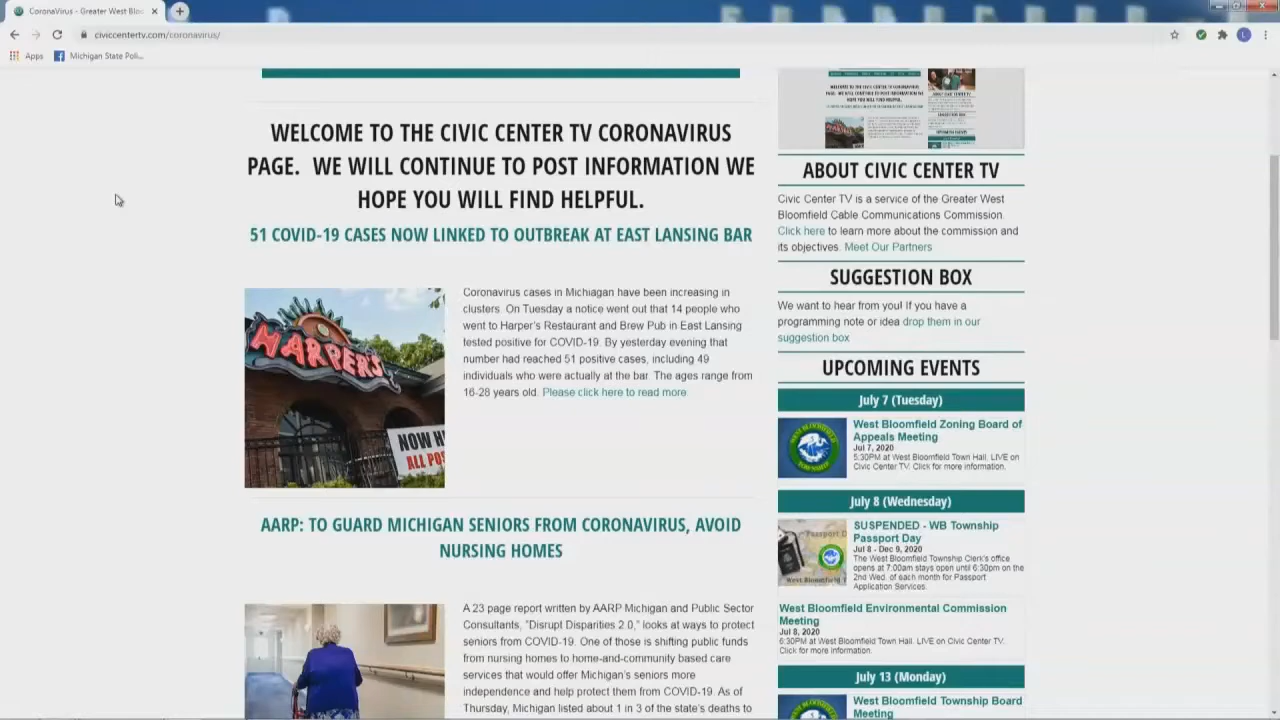 CoronaVirus - Greater West Bloo
civiccentertv.com/coronavirus/
Apps
Michigan State Poli...
L
WELCOME TO THE CIVIC CENTER TV CORONAVIRUS
PAGE.  WE WILL CONTINUE TO POST INFORMATION WE
HOPE YOU WILL FIND HELPFUL.
51 COVID-19 CASES NOW LINKED TO OUTBREAK AT EAST LANSING BAR
HARPER'S
NOW H
ALL POS
Coronavirus cases in Michiagan have been increasing in
clusters. On Tuesday a notice went out that 14 people who
went to Harper's Restaurant and Brew Pub in East Lansing
tested positive for COVID-19. By yesterday evening that
number had reached 51 positive cases, including 49
individuals who were actually at the bar. The ages range from
16-28 years old. Please click here to read more.
AARP: TO GUARD MICHIGAN SENIORS FROM CORONAVIRUS, AVOID
NURSING HOMES
A 23 page report written by AARP Michigan and Public Sector
Consultants, "Disrupt Disparities 2.0," looks at ways to protect
seniors from COVID-19. One of those is shifting public funds
from nursing homes to home-and-community based care
services that would offer Michigan's seniors more
independence and help protect them from COVID-19. As of
Thursday, Michigan listed about 1 in 3 of the state's deaths to
ABOUT CIVIC CENTER TV
Civic Center TV is a service of the Greater West
Bloomfield Cable Communications Commission.
Click here to learn more about the commission and
its objectives. Meet Our Partners
SUGGESTION BOX
We want to hear from you! If you have a
programming note or idea drop them in our
suggestion box
UPCOMING EVENTS
July 7 (Tuesday)
West Bloomfield Zoning Board of
Appeals Meeting
Jul 7, 2020
5:30PM at West Bloomfield Town Hall. LIVE on
Civic Center TV. Click for more information.
July 8 (Wednesday)
SUSPENDED - WB Township
Passport Day
Jul 8 - Dec 9, 2020
The West Bloomfield Township Clerk's office
opens at 7:00am stays open until 6:30pm on the
2nd Wed. of each month for Passport
Application Services.
West Bloomfield Environmental Commission
Meeting
Jul 8, 2020
6:30PM at West Bloomfield Town Hall. LIVE on Civic Center TV.
Click for more information.
July 13 (Monday)
West Bloomfield Township Board
Meeting